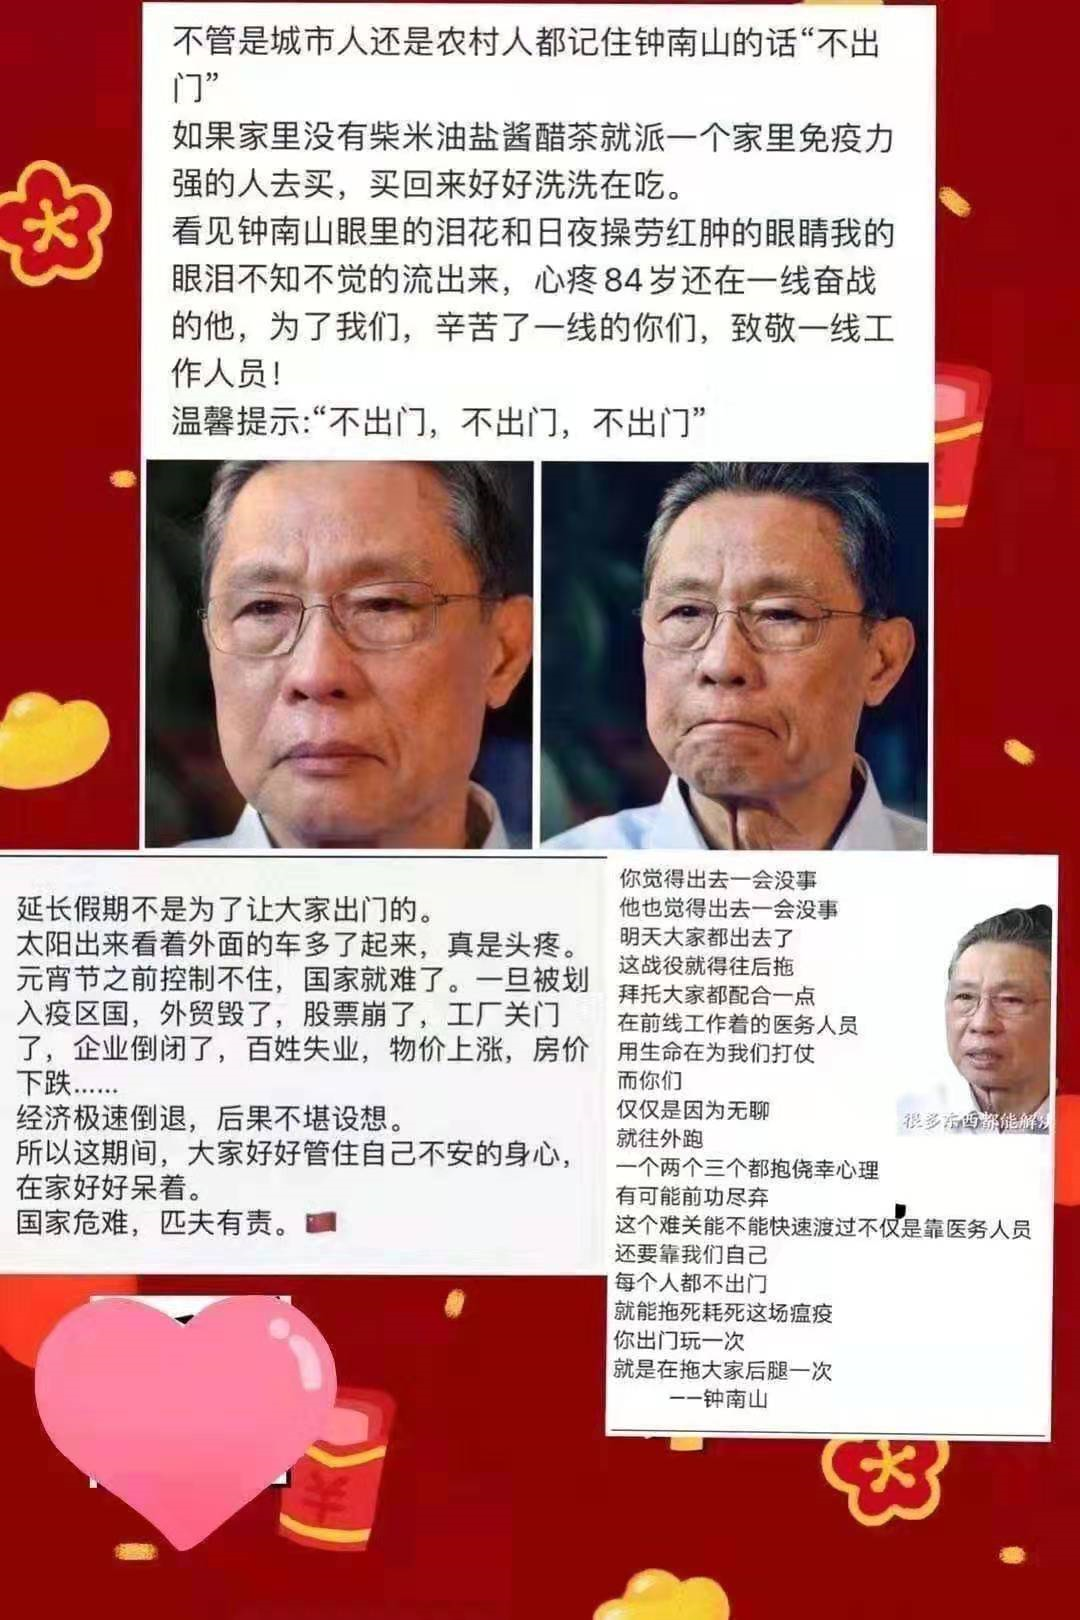 不管是城市人还是农村人都记住钟南山的话“不出
门”
如果家里没有柴米油盐酱醋茶就派一个家里免疫力
强的人去买，买回来好好洗洗在吃。
看见钟南山眼里的泪花和日夜操劳红肿的眼睛我的
眼泪不知不觉的流出来，心疼84岁还在一线奋战
的他，为了我们，辛苦了一线的你们，致敬一线工
作人员！
温馨提示:“不出门，不出门，不出门”
延长假期不是为了让大家出门的。
太阳出来看着外面的车多了起来，真是头疼。
元宵节之前控制不住，国家就难了。一旦被划
入疫区国，外贸毁了，股票崩了，工厂关门
了，企业倒闭了，百姓失业，物价上涨，房价
下跌……
经济极速倒退，后果不堪设想。
所以这期间，大家好好管住自己不安的身心，
在家好好呆着。
国家危难，匹夫有责。🇨🇳
你觉得出去一会没事
他也觉得出去一会没事
明天大家都出去了
这战役就得往后拖
拜托大家都配合一点
在前线工作着的医务人员
用生命在为我们打仗
而你们
仅仅是因为无聊
就往外跑
一个两个三个都抱侥幸心理
有可能前功尽弃
这个难关能不能快速渡过不仅是靠医务人员
还要靠我们自己
每个人都不出门
就能拖死耗死这场瘟疫
你出门玩一次
就是在拖大家后腿一次
——钟南山
很多东西都能解决